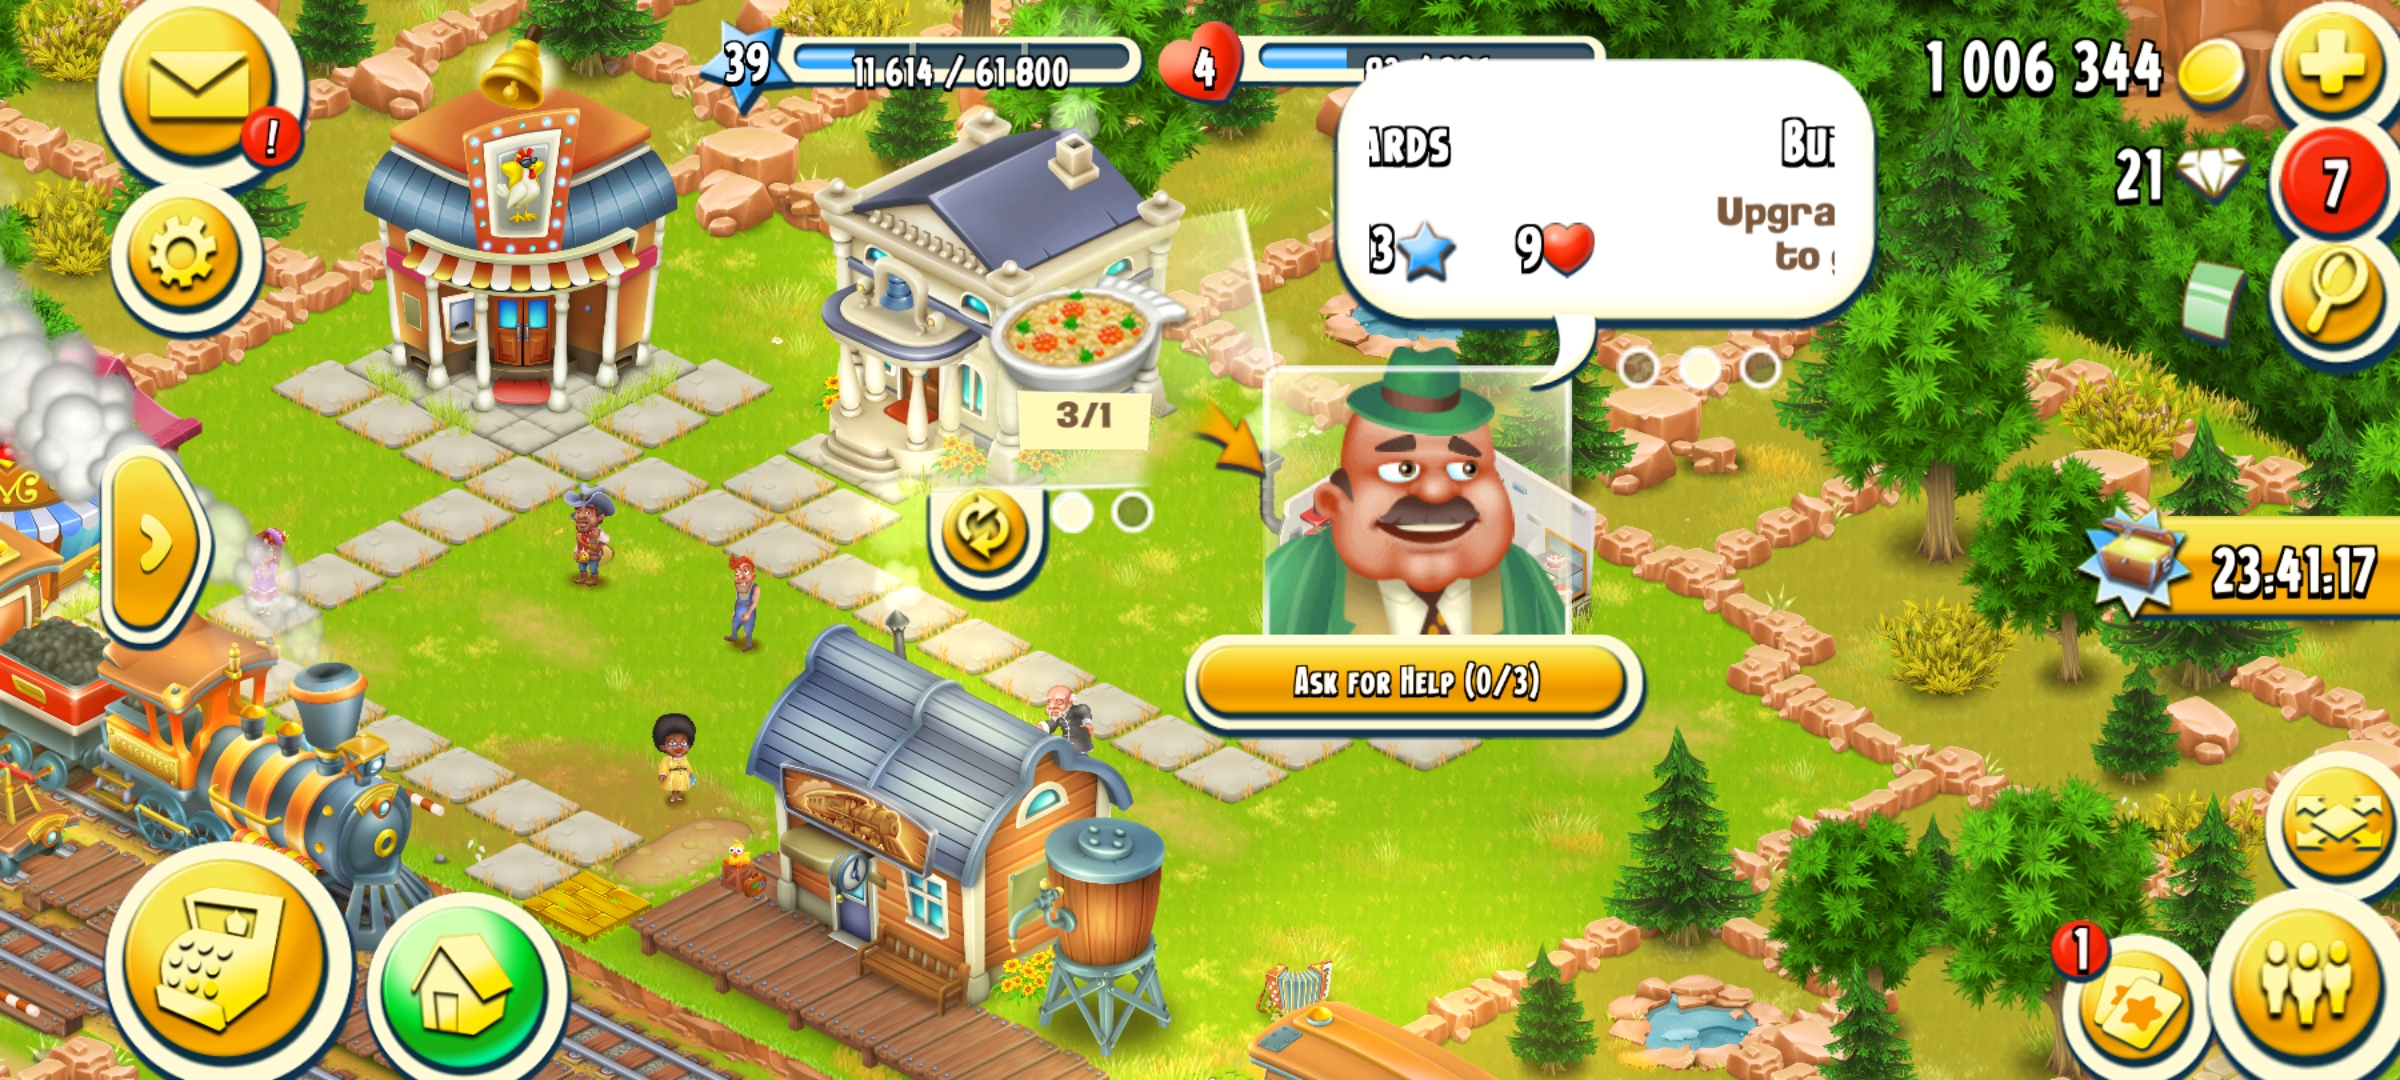 39
11 614 / 61 800
4
1 006 344
21
7
!
ARDS
Bu
3
9
Upgra
to
3/1
23:41:17
Ask for Help (0/3)
1